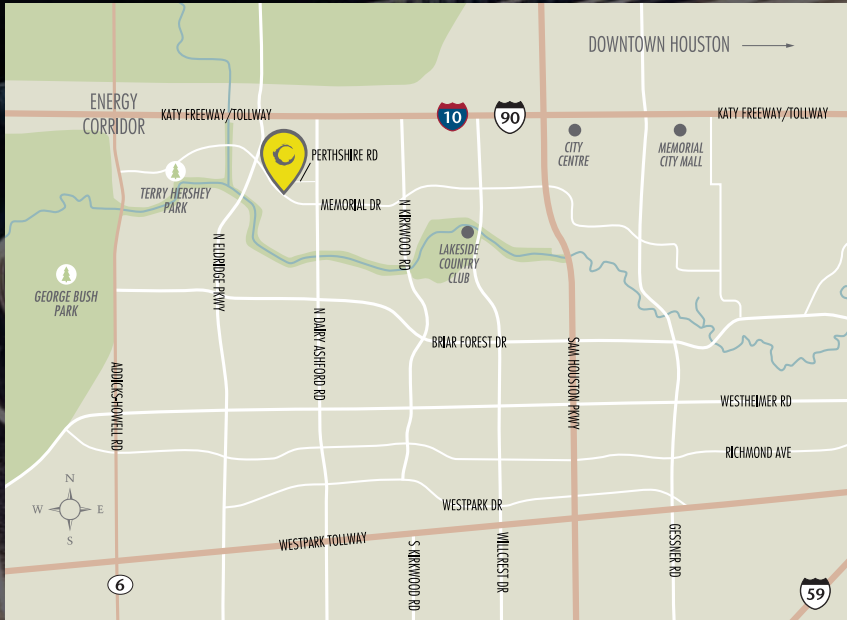 DOWNTOWN HOUSTON
ENERGY
CORRIDOR
KATY FREEWAY/TOLLWAY
10
90
KATY FREEWAY/TOLLWAY
CITY
CENTRE
MEMORIAL
CITY MALL
PERTHSHIRE RD
TERRY HERSHEY
PARK
MEMORIAL DR
N KIRKWOOD RD
N ELDRIDGE PKWY
LAKESIDE
COUNTRY
CLUB
GEORGE BUSH
PARK
N DAIRY ASHFORD RD
BRIAR FOREST DR
SAM HOUSTON PKWY
ADDICKS-HOWELL RD
WESTHEIMER RD
RICHMOND AVE
N
W
E
S
WESTPARK DR
WESTPARK TOLLWAY
S KIRKWOOD RD
WILLCREST DR
GESSNER RD
6
59